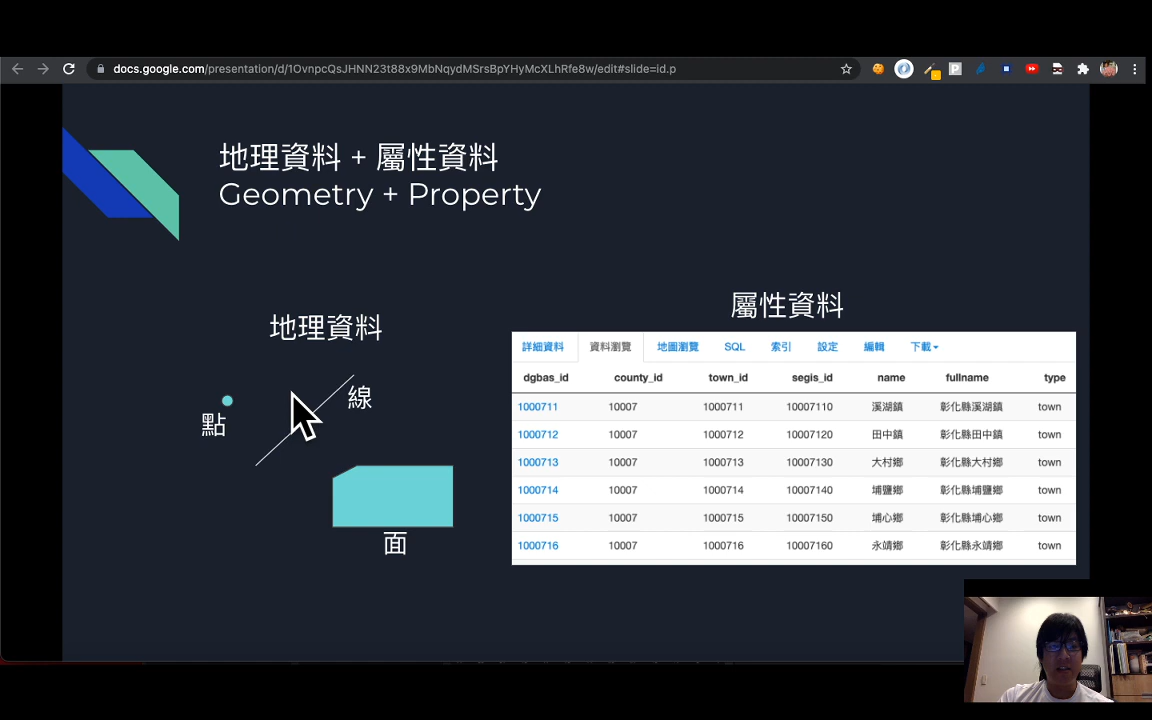 docs.google.com/presentation/d/1OvnpcQsJHNN23t88x9MbNqydMSrsBpYHyMcXLhRfe8w/edit#slide=id.p
地理資料 + 屬性資料
Geometry + Property
地理資料
點
線
面
屬性資料
詳細資料 資料瀏覽 地圖瀏覽 SQL 索引 設定 編輯 下載
dgbas_id county_id town_id segis_id name fullname type
1000711 10007 1000711 10007110 溪湖鎮 彰化縣溪湖鎮 town
1000712 10007 1000712 10007120 田中鎮 彰化縣田中鎮 town
1000713 10007 1000713 10007130 大村鄉 彰化縣大村鄉 town
1000714 10007 1000714 10007140 埔鹽鄉 彰化縣埔鹽鄉 town
1000715 10007 1000715 10007150 埔心鄉 彰化縣埔心鄉 town
1000716 10007 1000716 10007160 永靖鄉 彰化縣永靖鄉 town